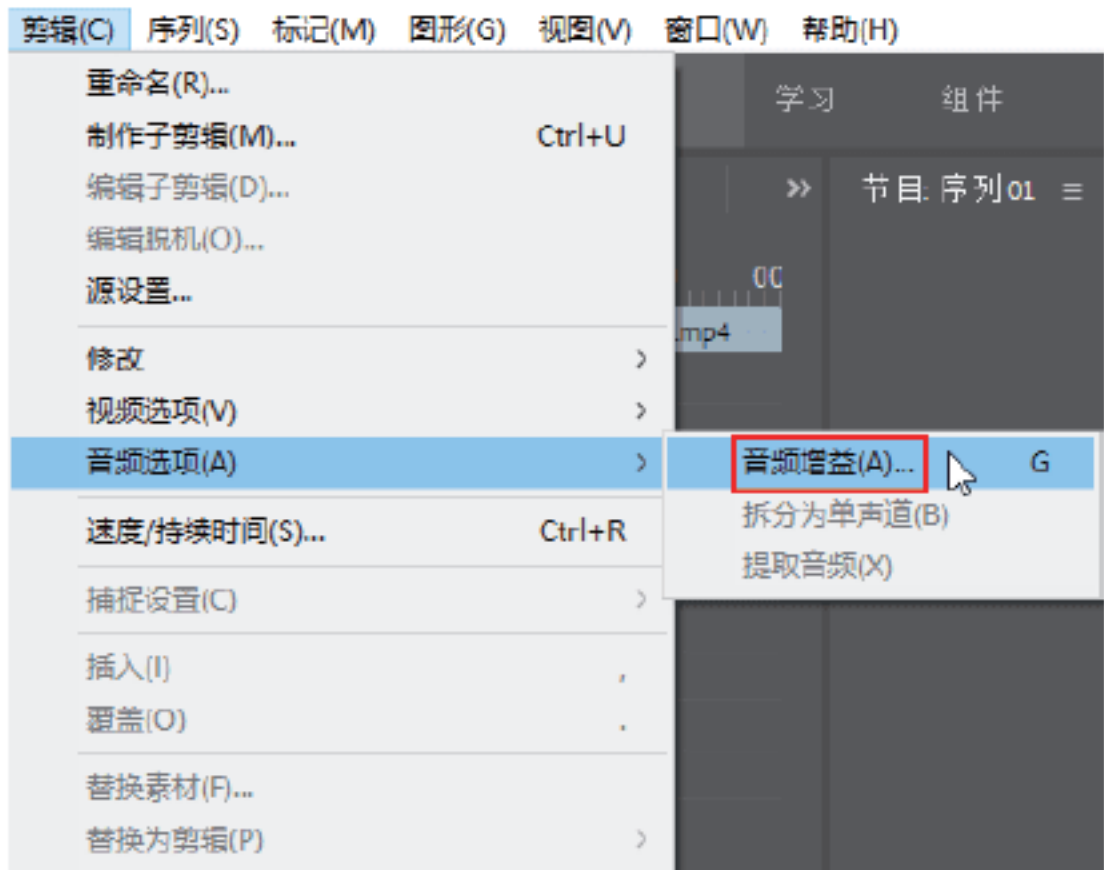 剪辑(C) 序列(S) 标记(M) 图形(G) 视图(V) 窗口(W) 帮助(H)
重命名(R)...
制作子剪辑(M)... Ctrl+U
编辑子剪辑(D)...
编辑脱机(O)...
源设置...
修改
视频选项(V)
音频选项(A)
速度/持续时间(S)... Ctrl+R
捕捉设置(C)
插入(I) ,
覆盖(O) .
替换素材(F)...
替换为剪辑(P)
学习 组件
节目: 序列 01
00
.mp4
音频增益(A)... G
拆分为单声道(B)
提取音频(X)